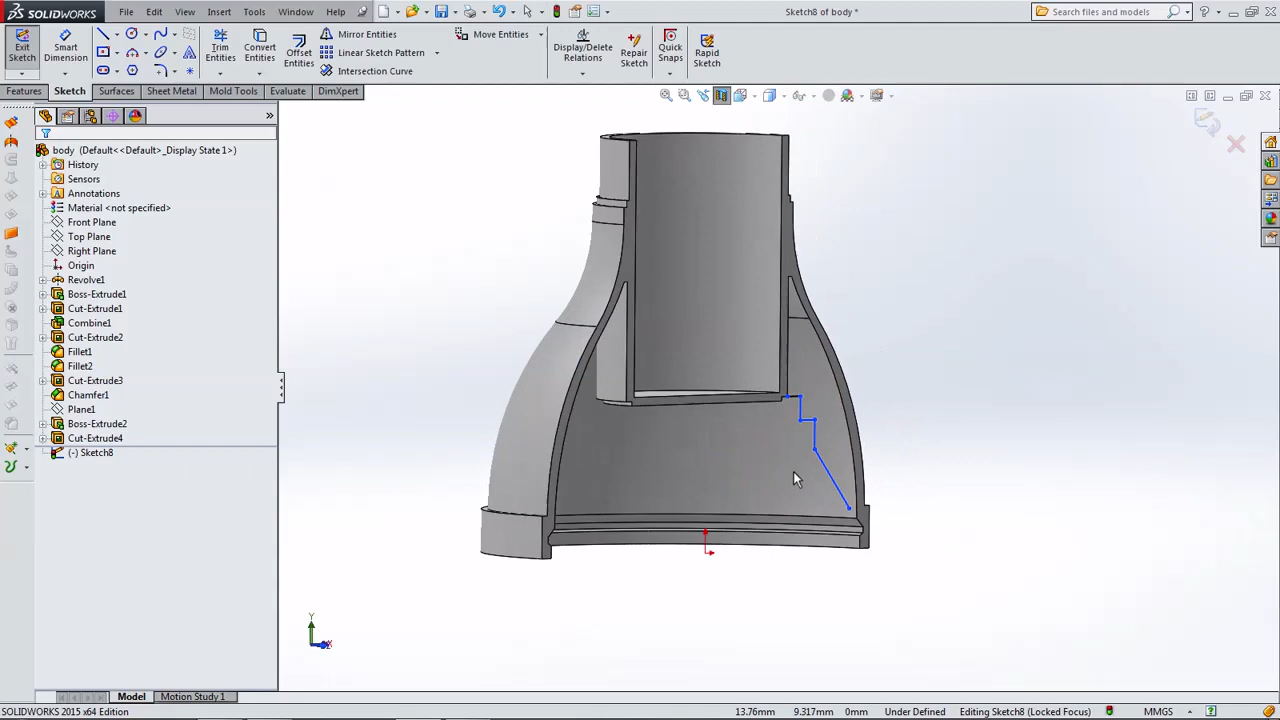 SOLIDWORKS File Edit View Insert Tools Window Help Sketch8 of body * Search files and models
Exit Sketch
Smart Dimension
Trim Entities
Convert Entities
Offset Entities
Mirror Entities
Linear Sketch Pattern
Intersection Curve
Move Entities
Display/Delete Relations
Repair Sketch
Quick Snaps
Rapid Sketch
Features Sketch Surfaces Sheet Metal Mold Tools Evaluate DimXpert
body (Default<<Default>_Display State 1>)
History
Sensors
Annotations
Material <not specified>
Front Plane
Top Plane
Right Plane
Origin
Revolve1
Boss-Extrude1
Cut-Extrude1
Combine1
Cut-Extrude2
Fillet1
Fillet2
Cut-Extrude3
Chamfer1
Plane1
Boss-Extrude2
Cut-Extrude4
(-) Sketch8
Y
X
Model Motion Study 1
SOLIDWORKS 2015 x64 Edition 13.76mm 9.317mm 0mm Under Defined Editing Sketch8 (Locked Focus) MMGS